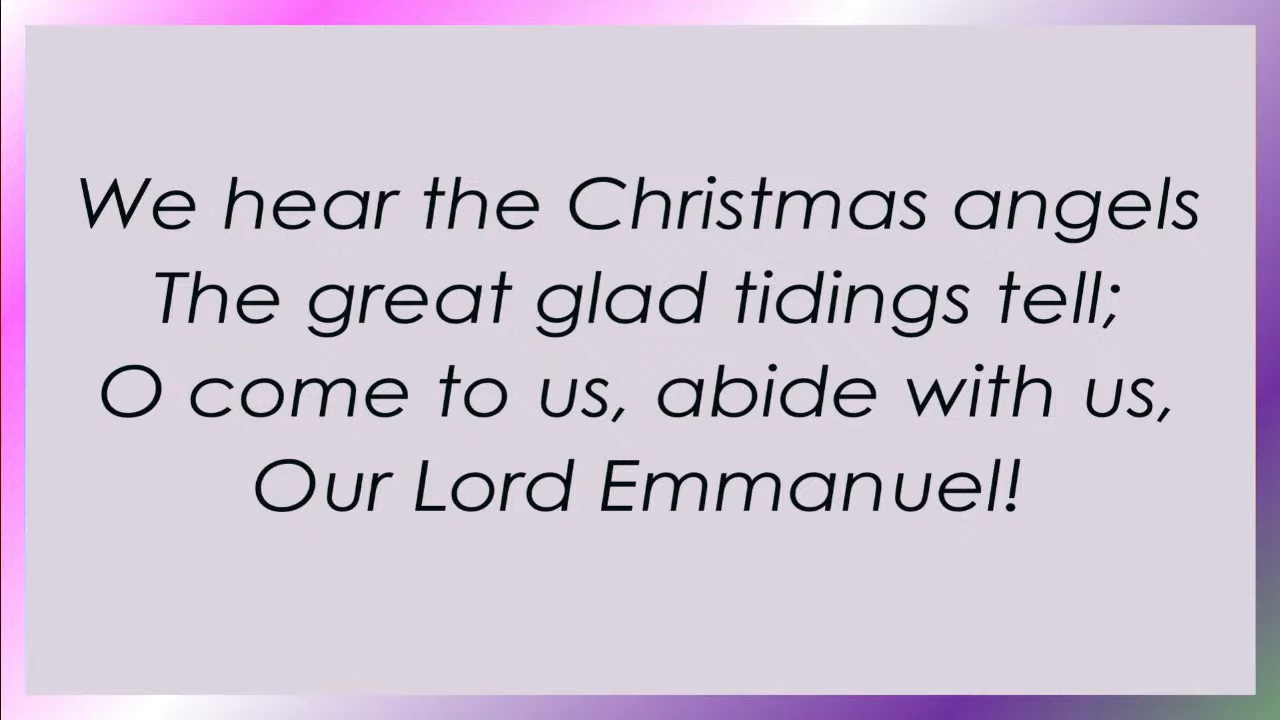 We hear the Christmas angels
The great glad tidings tell;
O come to us, abide with us,
Our Lord Emmanuel!